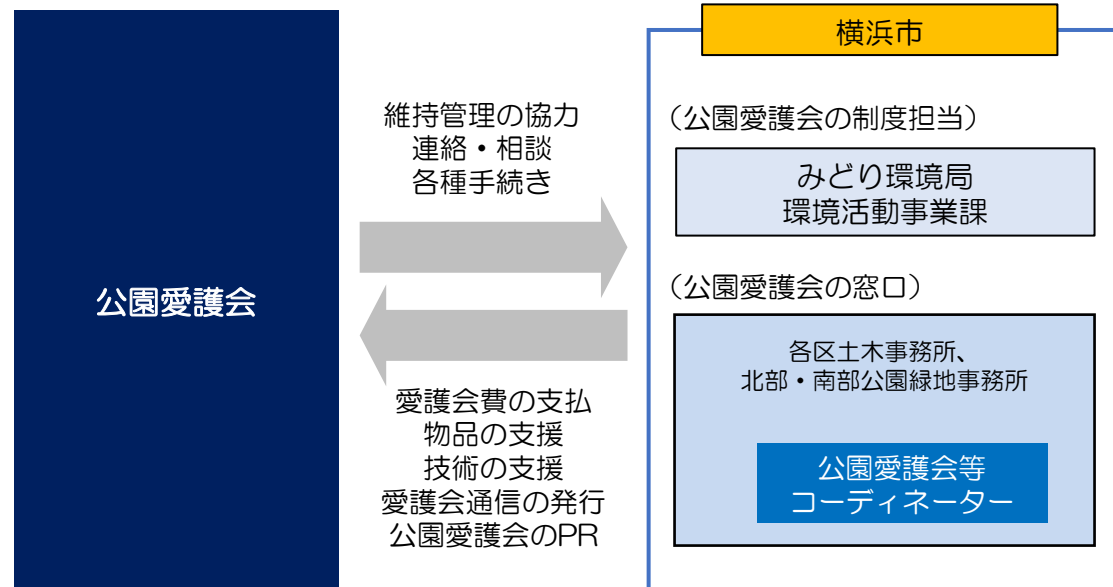 公園愛護会
維持管理の協力
連絡・相談
各種手続き
愛護会費の支払
物品の支援
技術の支援
愛護会通信の発行
公園愛護会のPR
横浜市
（公園愛護会の制度担当）
みどり環境局
環境活動事業課
（公園愛護会の窓口）
各区土木事務所、
北部・南部公園緑地事務所
公園愛護会等
コーディネーター